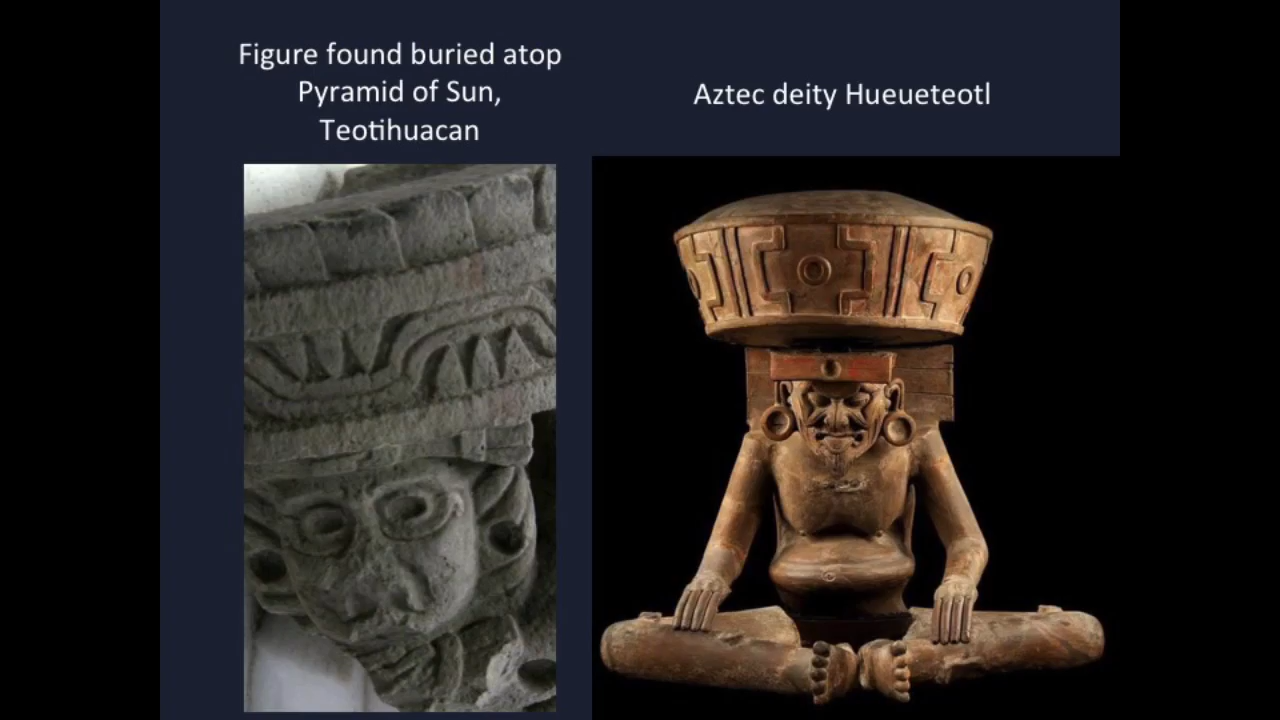 Figure found buried atop
Pyramid of Sun,
Teotihuacan
Aztec deity Hueueteotl